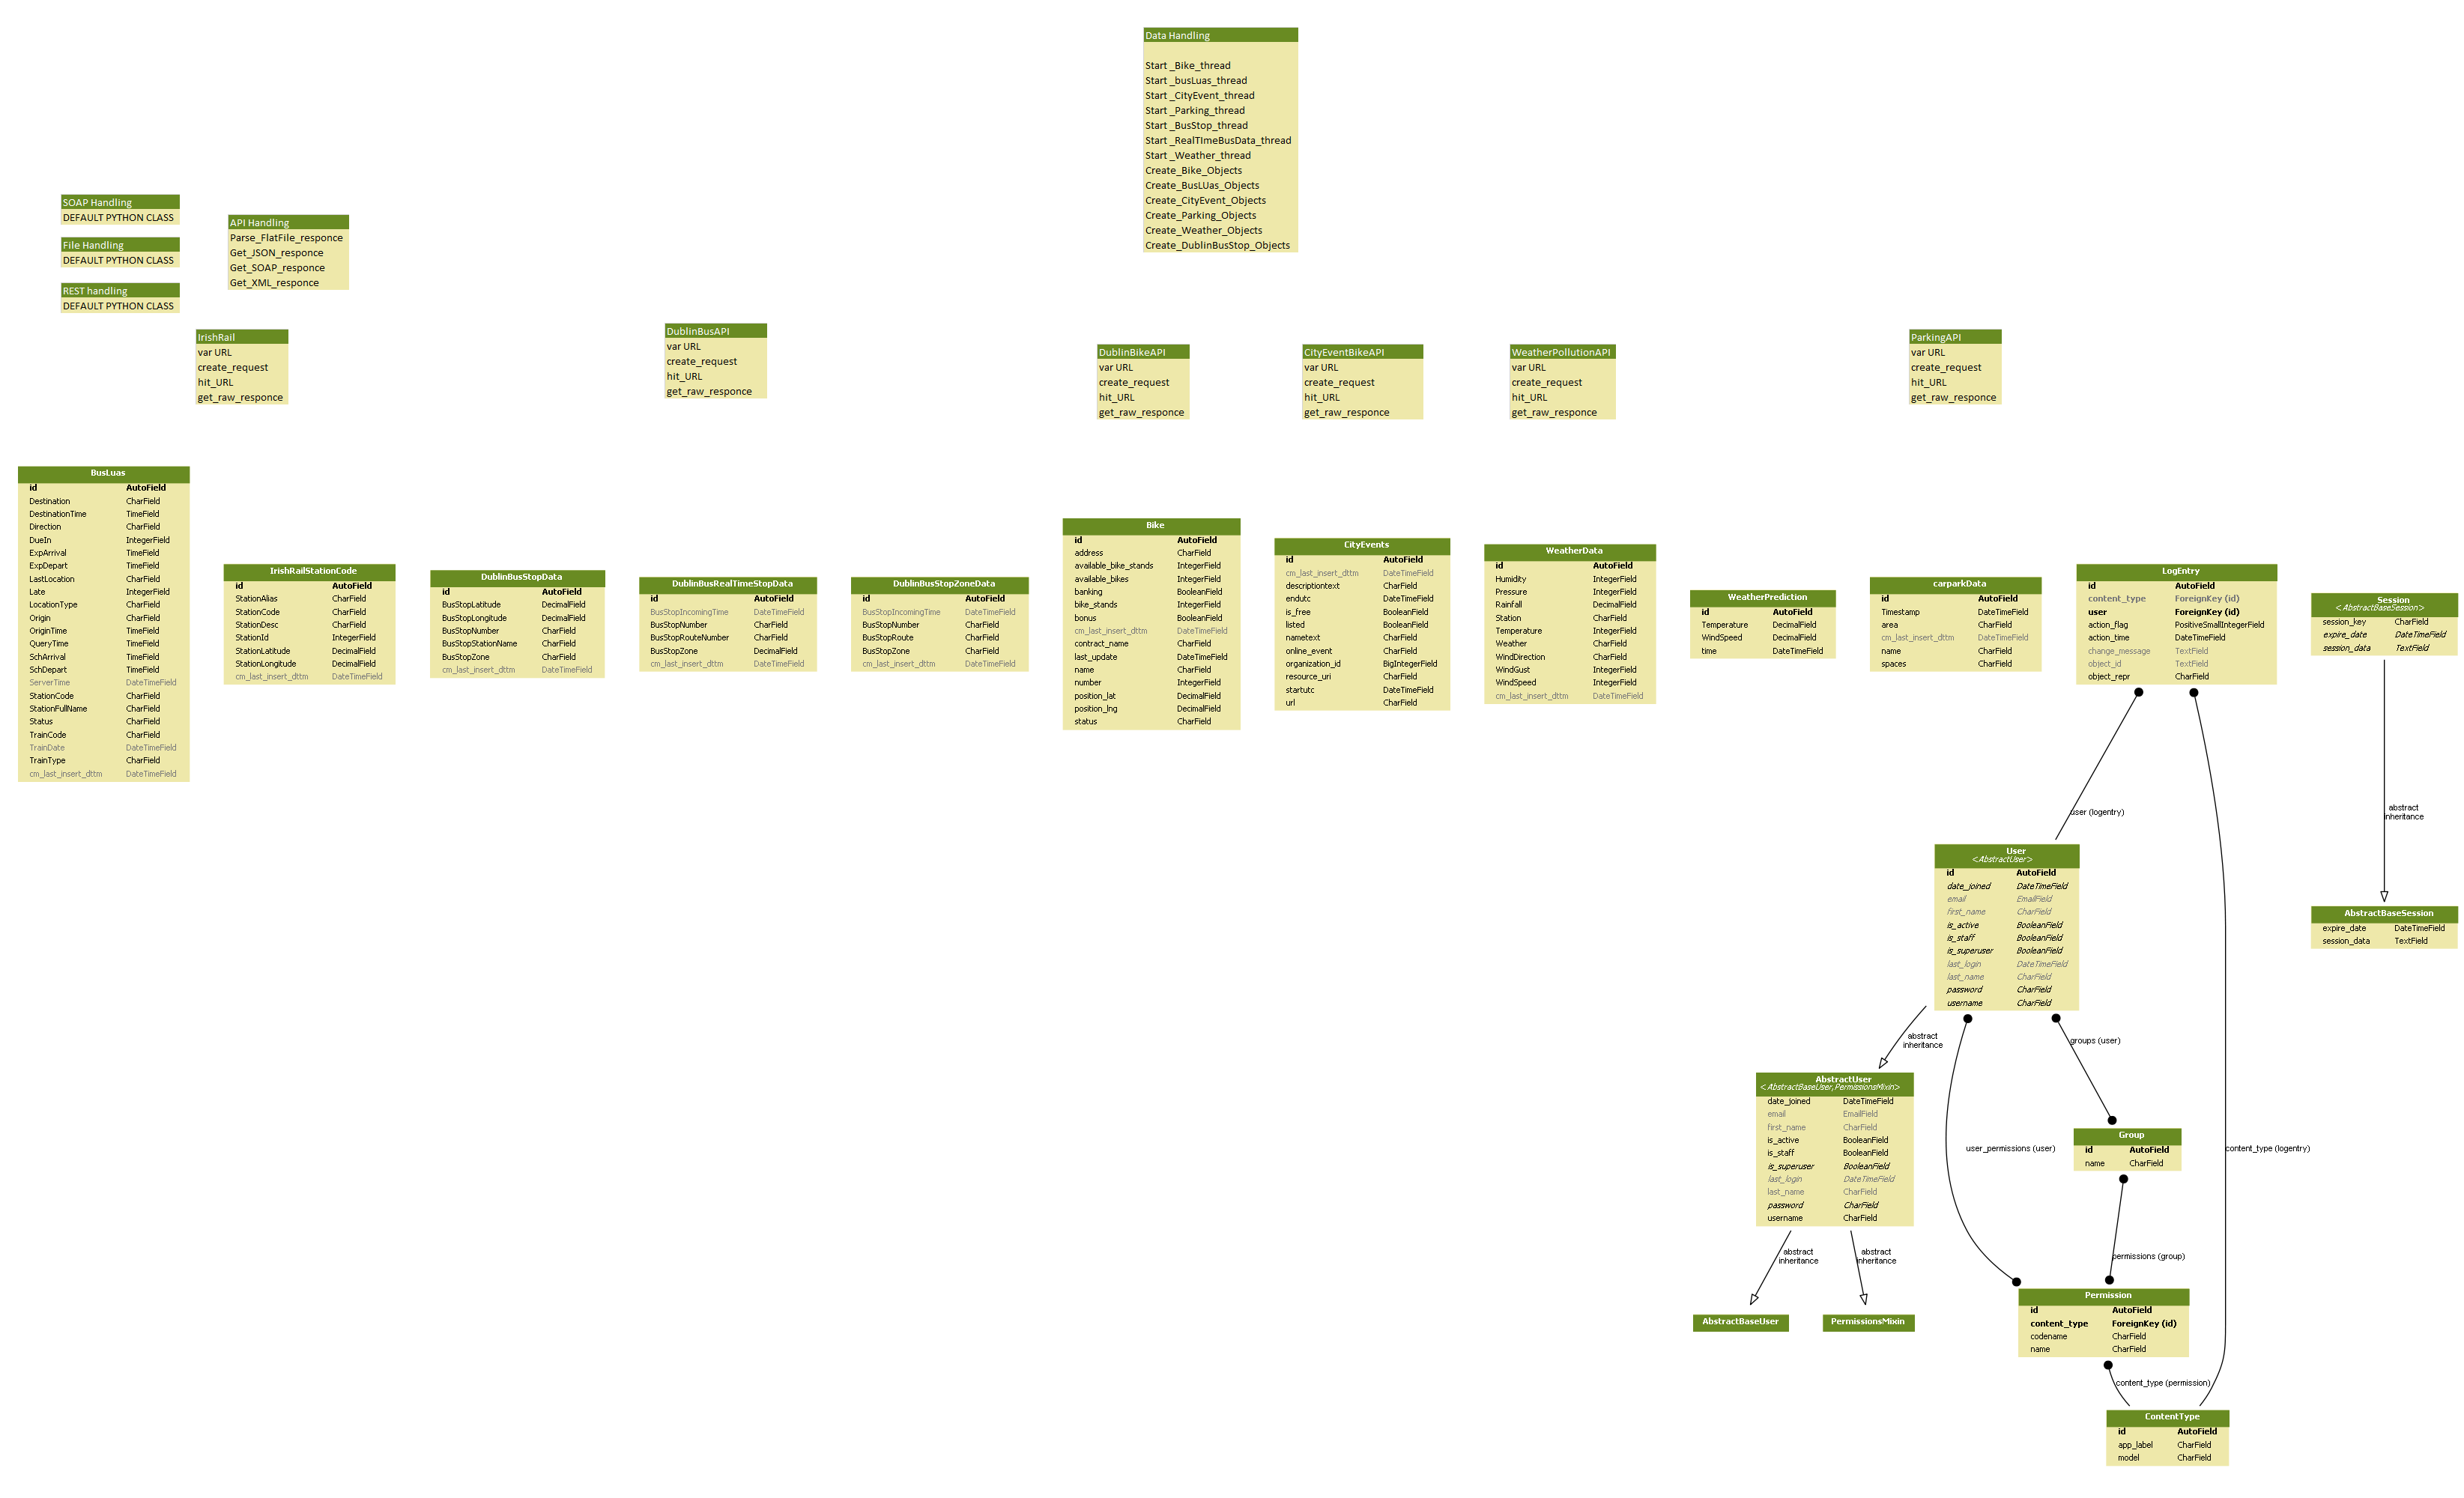 Data Handling
Start _Bike_thread
Start _busLuas_thread
Start _CityEvent_thread
Start _Parking_thread
Start _BusStop_thread
Start _RealTImeBusData_thread
Start _Weather_thread
Create_Bike_Objects
Create_BusLUas_Objects
Create_CityEvent_Objects
Create_Parking_Objects
Create_Weather_Objects
Create_DublinBusStop_Objects
SOAP Handling
DEFAULT PYTHON CLASS
File Handling
DEFAULT PYTHON CLASS
REST handling
DEFAULT PYTHON CLASS
API Handling
Parse_FlatFile_responce
Get_JSON_responce
Get_SOAP_responce
Get_XML_responce
IrishRail
var URL
create_request
hit_URL
get_raw_responce
DublinBusAPI
var URL
create_request
hit_URL
get_raw_responce
DublinBikeAPI
var URL
create_request
hit_URL
get_raw_responce
CityEventBikeAPI
var URL
create_request
hit_URL
get_raw_responce
WeatherPollutionAPI
var URL
create_request
hit_URL
get_raw_responce
ParkingAPI
var URL
create_request
hit_URL
get_raw_responce
BusLuas
id AutoField
Destination CharField
DestinationTime TimeField
Direction CharField
DueIn IntegerField
ExpArrival TimeField
ExpDepart TimeField
LastLocation CharField
Late IntegerField
LocationType CharField
Origin CharField
OriginTime TimeField
QueryTime TimeField
SchArrival TimeField
SchDepart TimeField
ServerTime DateTimeField
StationCode CharField
StationFullName CharField
Status CharField
TrainCode CharField
TrainDate DateTimeField
TrainType CharField
cm_last_insert_dttm DateTimeField
IrishRailStationCode
id AutoField
StationAlias CharField
StationCode CharField
StationDesc CharField
StationId IntegerField
StationLatitude DecimalField
StationLongitude DecimalField
cm_last_insert_dttm DateTimeField
DublinBusStopData
id AutoField
BusStopLatitude DecimalField
BusStopLongitude DecimalField
BusStopNumber CharField
BusStopStationName CharField
BusStopZone CharField
cm_last_insert_dttm DateTimeField
DublinBusRealTimeStopData
id AutoField
BusStopIncomingTime DateTimeField
BusStopNumber CharField
BusStopRouteNumber CharField
BusStopZone DecimalField
cm_last_insert_dttm DateTimeField
DublinBusStopZoneData
id AutoField
BusStopIncomingTime DateTimeField
BusStopNumber CharField
BusStopRoute CharField
BusStopZone CharField
cm_last_insert_dttm DateTimeField
Bike
id AutoField
address CharField
available_bike_stands IntegerField
available_bikes IntegerField
banking BooleanField
bike_stands IntegerField
bonus BooleanField
cm_last_insert_dttm DateTimeField
contract_name CharField
last_update DateTimeField
name CharField
number IntegerField
position_lat DecimalField
position_lng DecimalField
status CharField
CityEvents
id AutoField
cm_last_insert_dttm DateTimeField
descriptiontext CharField
endutc DateTimeField
is_free BooleanField
listed BooleanField
nametext CharField
online_event CharField
organization_id BigIntegerField
resource_uri CharField
startutc DateTimeField
url CharField
WeatherData
id AutoField
Humidity IntegerField
Pressure IntegerField
Rainfall DecimalField
Station CharField
Temperature IntegerField
Weather CharField
WindDirection CharField
WindGust IntegerField
WindSpeed IntegerField
cm_last_insert_dttm DateTimeField
WeatherPrediction
id AutoField
Temperature DecimalField
WindSpeed DecimalField
time DateTimeField
carparkData
id AutoField
Timestamp DateTimeField
area CharField
cm_last_insert_dttm DateTimeField
name CharField
spaces CharField
LogEntry
id AutoField
content_type ForeignKey (id)
user ForeignKey (id)
action_flag PositiveSmallIntegerField
action_time DateTimeField
change_message TextField
object_id TextField
object_repr CharField
Session
<AbstractBaseSession>
session_key CharField
expire_date DateTimeField
session_data TextField
user (logentry)
abstract
inheritance
User
<AbstractUser>
id AutoField
date_joined DateTimeField
email EmailField
first_name CharField
is_active BooleanField
is_staff BooleanField
is_superuser BooleanField
last_login DateTimeField
last_name CharField
password CharField
username CharField
AbstractBaseSession
expire_date DateTimeField
session_data TextField
abstract
inheritance
groups (user)
AbstractUser
<AbstractBaseUser,PermissionsMixin>
date_joined DateTimeField
email EmailField
first_name CharField
is_active BooleanField
is_staff BooleanField
is_superuser BooleanField
last_login DateTimeField
last_name CharField
password CharField
username CharField
user_permissions (user)
Group
id AutoField
name CharField
content_type (logentry)
abstract
inheritance
abstract
inheritance
permissions (group)
AbstractBaseUser
PermissionsMixin
Permission
id AutoField
content_type ForeignKey (id)
codename CharField
name CharField
content_type (permission)
ContentType
id AutoField
app_label CharField
model CharField